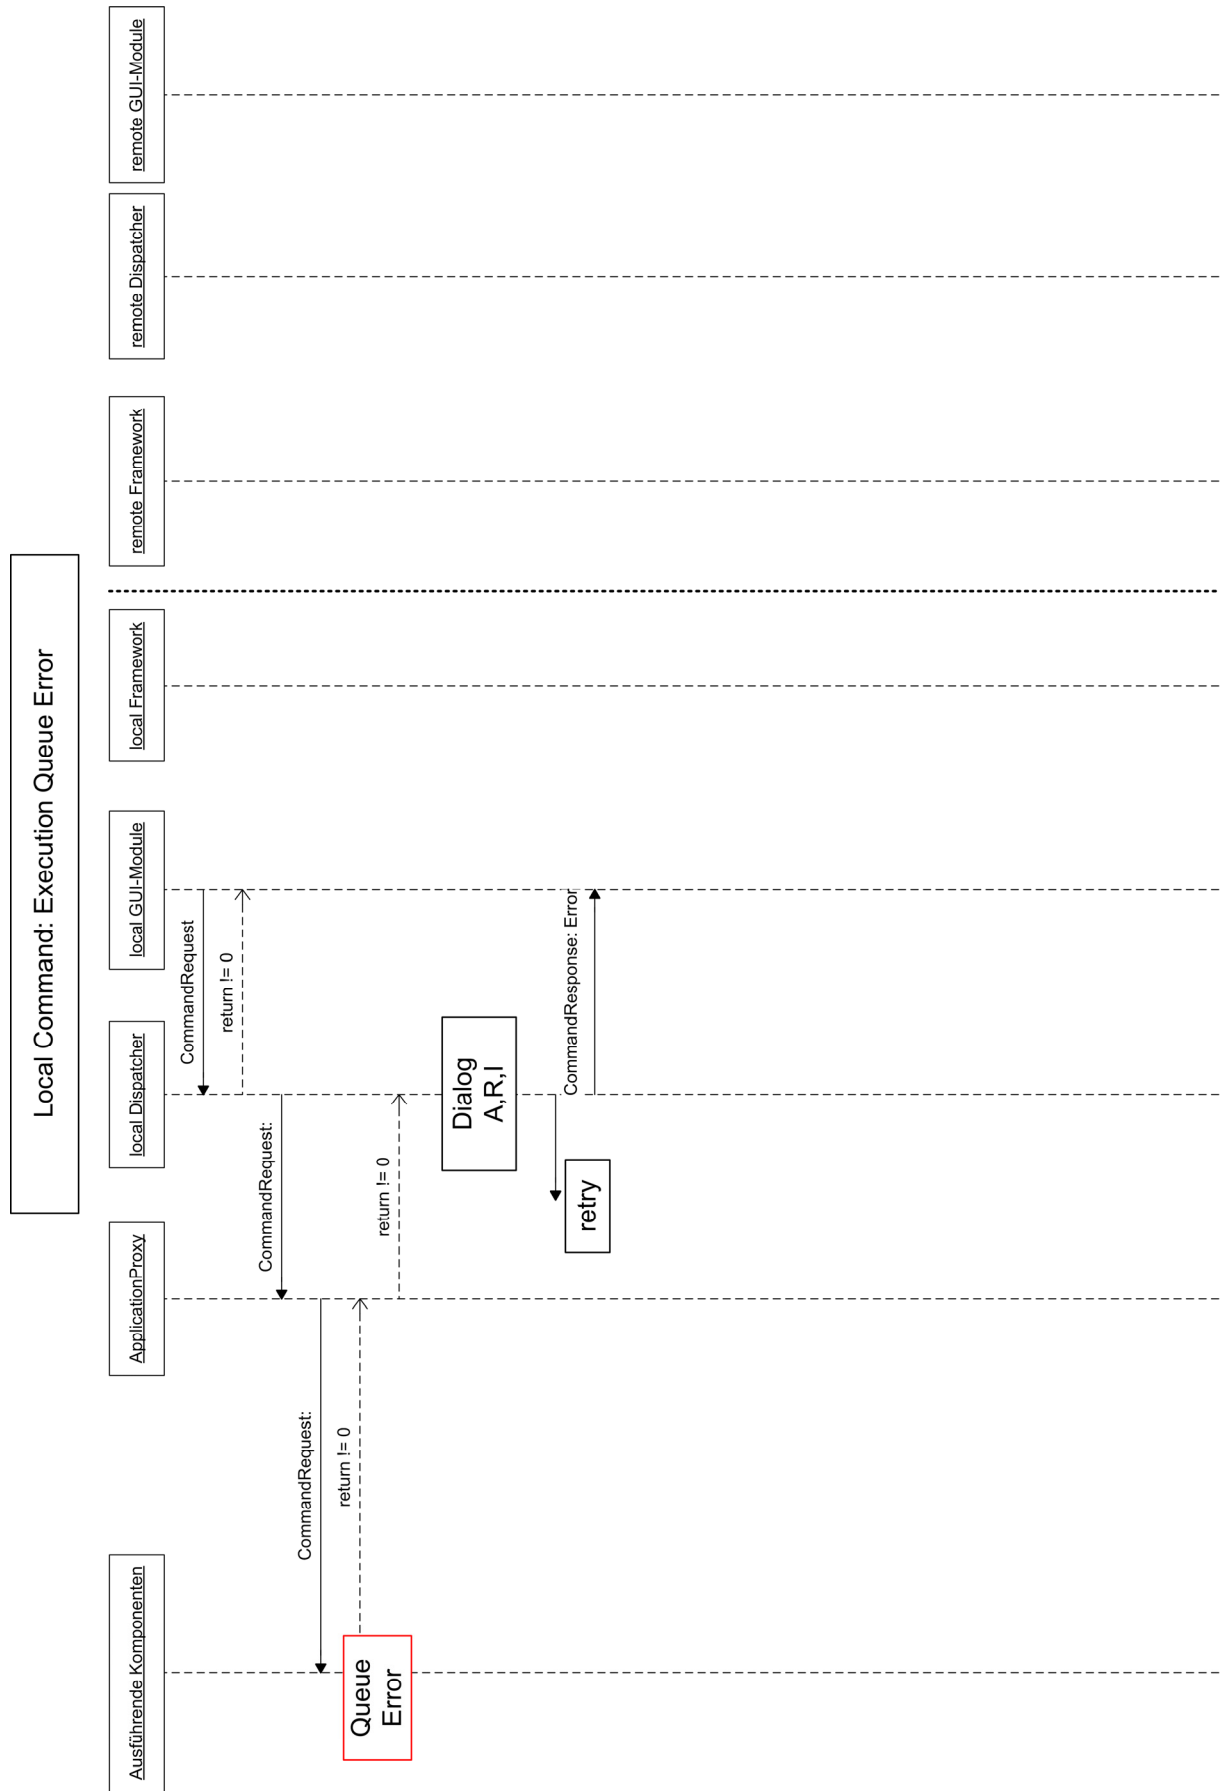 Local Command: Execution Queue Error
Ausführende Komponenten
ApplicationProxy
local Dispatcher
local GUI-Module
local Framework
remote Framework
remote Dispatcher
remote GUI-Module
CommandRequest
return != 0
CommandRequest:
CommandRequest:
return != 0
Queue
Error
return != 0
Dialog
A,R,I
retry
CommandResponse: Error